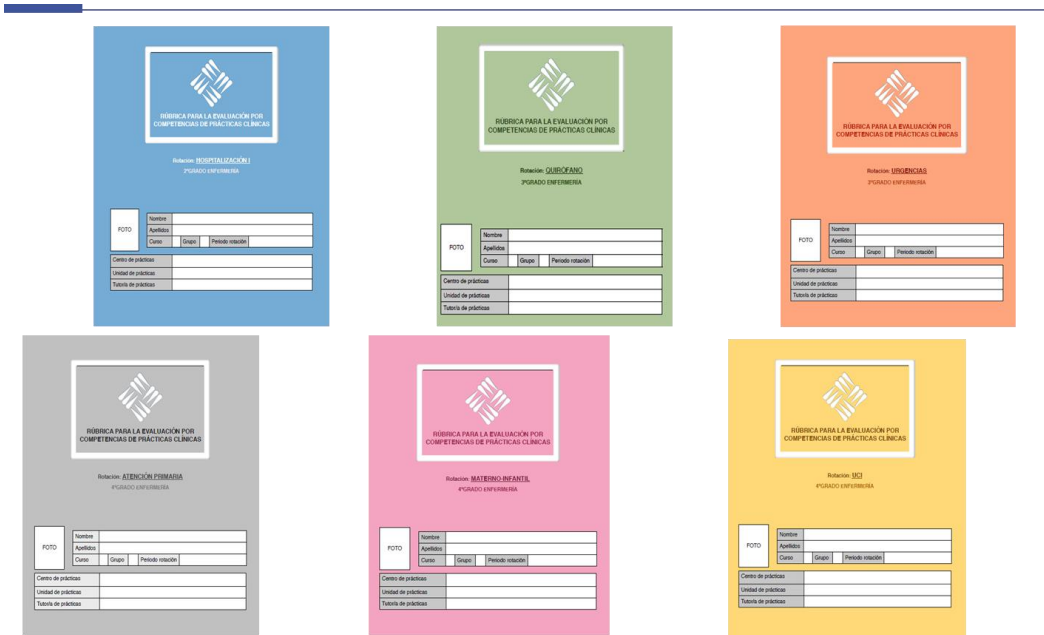 RÚBRICA PARA LA EVALUACIÓN POR
COMPETENCIAS DE PRÁCTICAS CLÍNICAS
Rotación: HOSPITALIZACIÓN I
3ºGRADO ENFERMERÍA
FOTO
Nombre
Apellidos
Curso Grupo Periodo rotación
Centro de prácticas
Unidad de prácticas
Tutor/a de prácticas
RÚBRICA PARA LA EVALUACIÓN POR
COMPETENCIAS DE PRÁCTICAS CLÍNICAS
Rotación: QUIRÓFANO
3ºGRADO ENFERMERÍA
FOTO
Nombre
Apellidos
Curso Grupo Periodo rotación
Centro de prácticas
Unidad de prácticas
Tutor/a de prácticas
RÚBRICA PARA LA EVALUACIÓN POR
COMPETENCIAS DE PRÁCTICAS CLÍNICAS
Rotación: URGENCIAS
3ºGRADO ENFERMERÍA
FOTO
Nombre
Apellidos
Curso Grupo Periodo rotación
Centro de prácticas
Unidad de prácticas
Tutor/a de prácticas
RÚBRICA PARA LA EVALUACIÓN POR
COMPETENCIAS DE PRÁCTICAS CLÍNICAS
Rotación: ATENCIÓN PRIMARIA
4ºGRADO ENFERMERÍA
FOTO
Nombre
Apellidos
Curso Grupo Periodo rotación
Centro de prácticas
Unidad de prácticas
Tutor/a de prácticas
RÚBRICA PARA LA EVALUACIÓN POR
COMPETENCIAS DE PRÁCTICAS CLÍNICAS
Rotación: MATERNO-INFANTIL
4ºGRADO ENFERMERÍA
FOTO
Nombre
Apellidos
Curso Grupo Periodo rotación
Centro de prácticas
Unidad de prácticas
Tutor/a de prácticas
RÚBRICA PARA LA EVALUACIÓN POR
COMPETENCIAS DE PRÁCTICAS CLÍNICAS
Rotación: UCI
4ºGRADO ENFERMERÍA
FOTO
Nombre
Apellidos
Curso Grupo Periodo rotación
Centro de prácticas
Unidad de prácticas
Tutor/a de prácticas